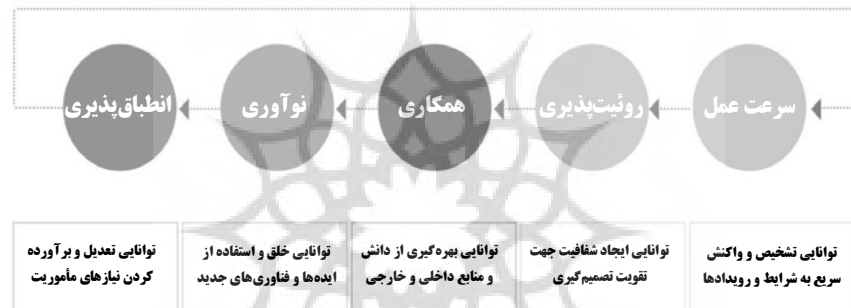 سرعت عمل
روئیت‌پذیری
همکاری
نوآوری
انطباق‌پذیری
توانایی تشخیص و واکنش
سریع به شرایط و رویدادها
توانایی ایجاد شفافیت جهت
تقویت تصمیم‌گیری
توانایی بهره‌گیری از دانش
و منابع داخلی و خارجی
توانایی خلق و استفاده از
ایده‌ها و فناوری‌های جدید
توانایی تعدیل و برآورده
کردن نیازهای مأموریت